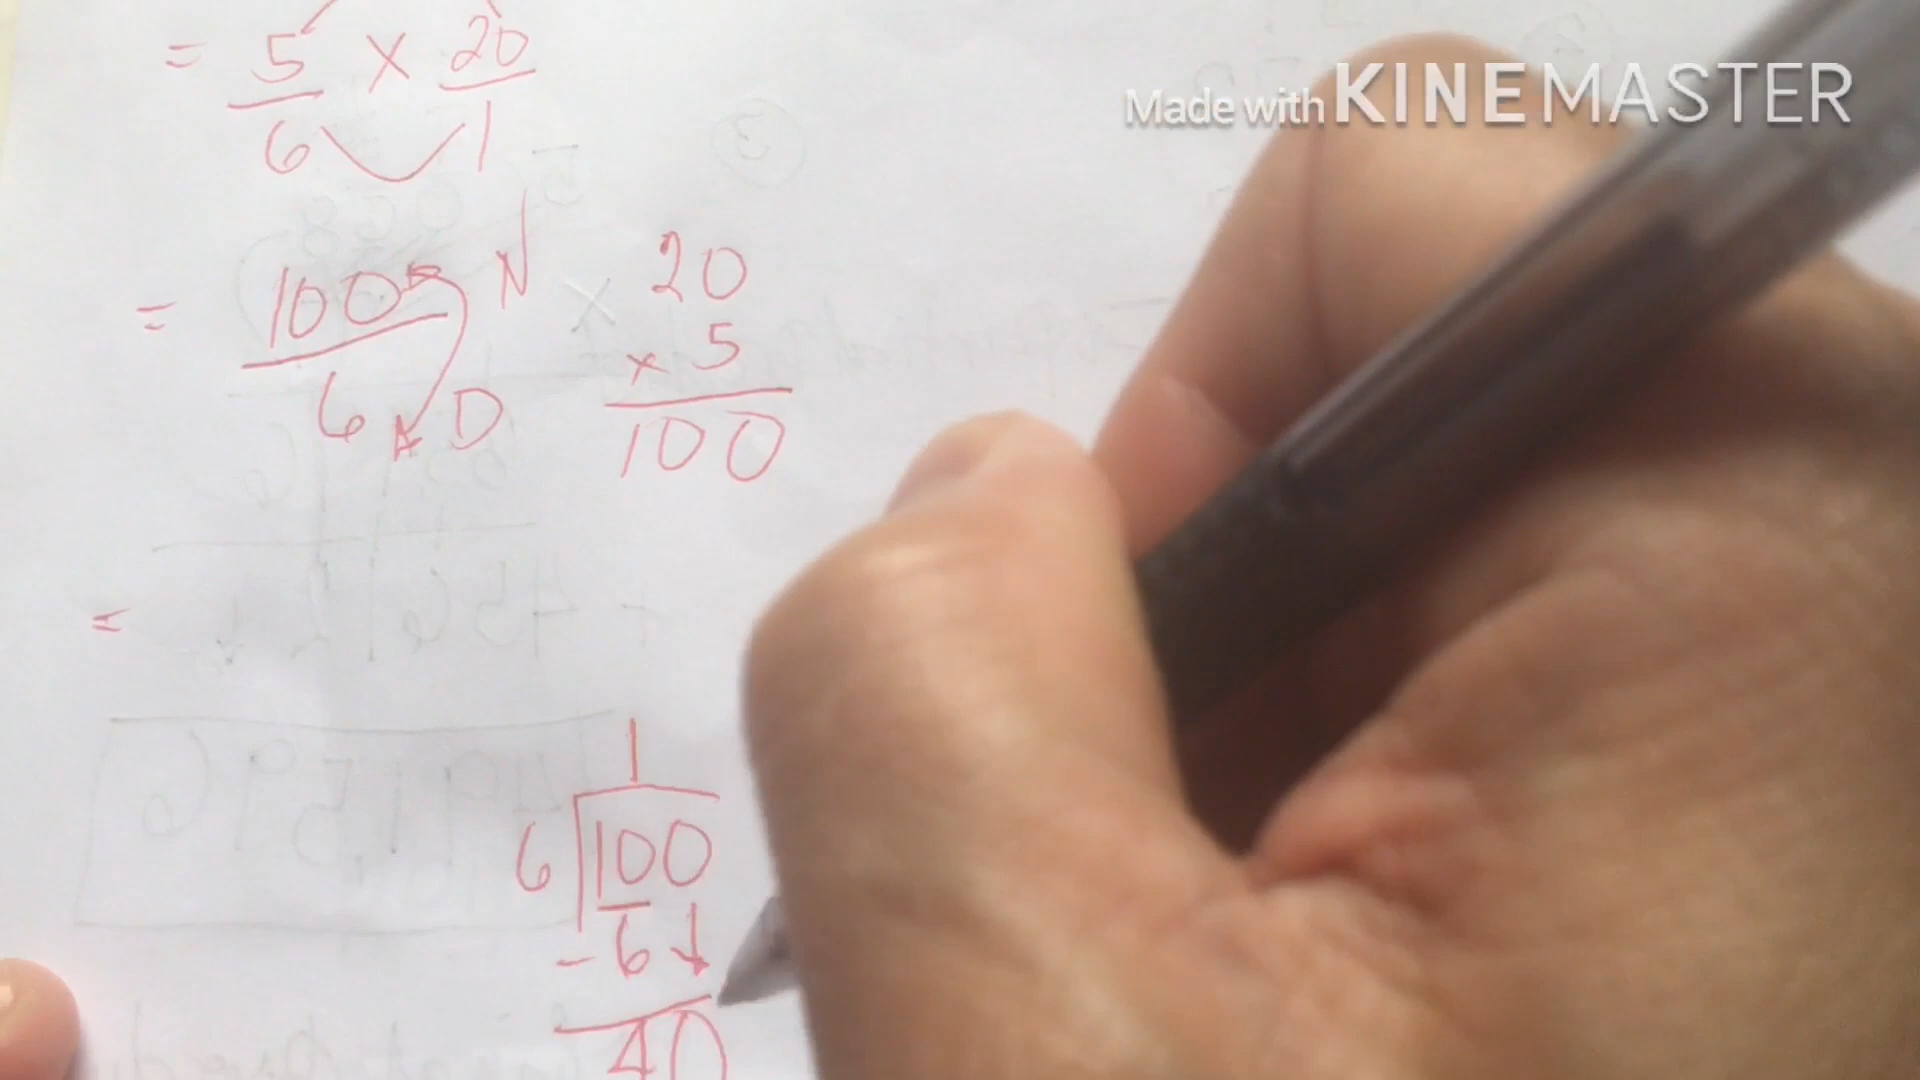 Made with KINEMASTER
= 5/6 × 20/1
= 100/6 N D
20
× 5
100
=
1
6 100
- 6
40